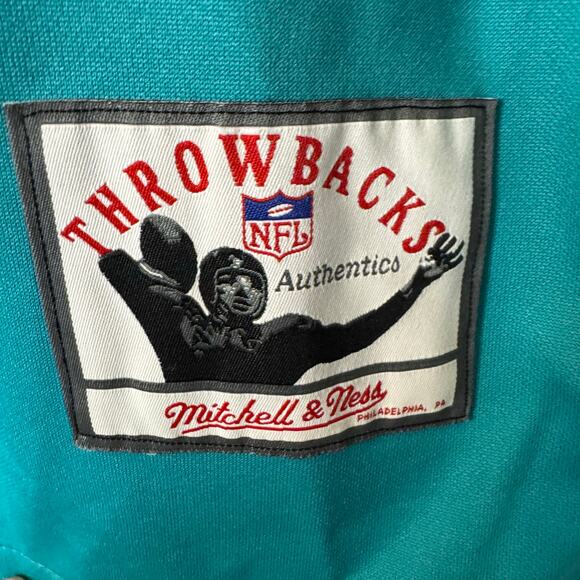 THROWBACKS
NFL
Authentics
Mitchell & Ness
PHILADELPHIA, PA